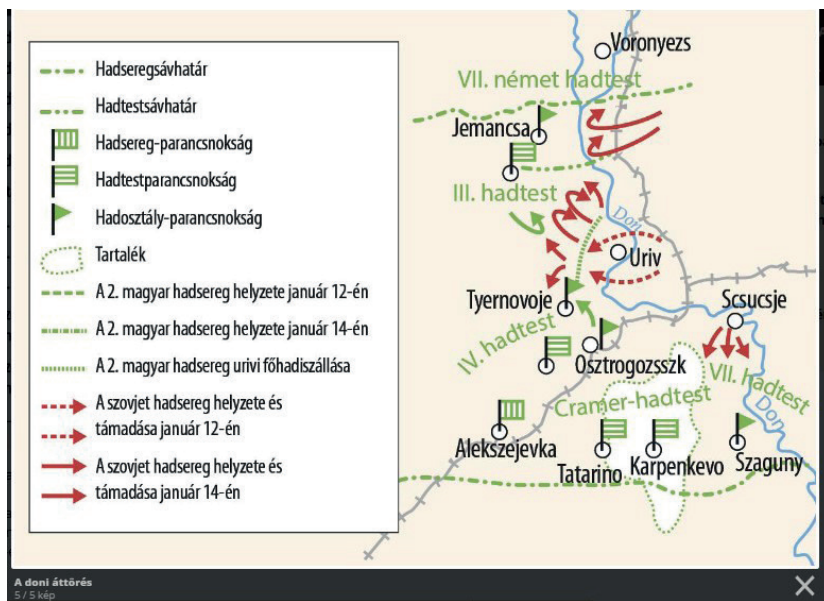 Hadseregsávhatár
Hadtestsávhatár
Hadsereg-parancsnokság
Hadtestparancsnokság
Hadosztály-parancsnokság
Tartalék
A 2. magyar hadsereg helyzete január 12-én
A 2. magyar hadsereg helyzete január 14-én
A 2. magyar hadsereg urivi főhadiszállása
A szovjet hadsereg helyzete és
támadása január 12-én
A szovjet hadsereg helyzete és
támadása január 14-én
Voronyezs
VII. német hadtest
Jemancsa
III. hadtest
Don
Uriv
Tyernovoje
Scsucsje
IV. hadtest
Osztrogozsszk
VII. hadtest
Cramer-hadtest
Don
Alekszejevka
Tatarino
Karpenkevo
Szaguny
A doni áttörés
5 / 5 kép